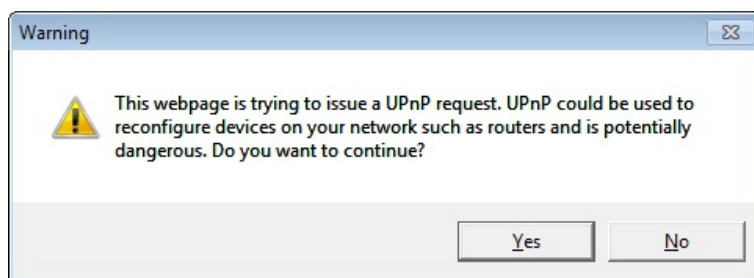 Warning
This webpage is trying to issue a UPnP request. UPnP could be used to
reconfigure devices on your network such as routers and is potentially
dangerous. Do you want to continue?
Yes
No